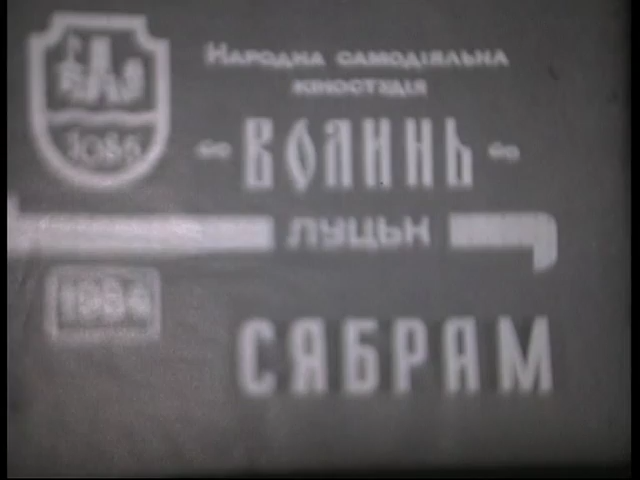 Народна самодіяльна
кіностудія
~ВОЛИНЬ~
ЛУЦЬК
1085
1984
СЯБРАМ